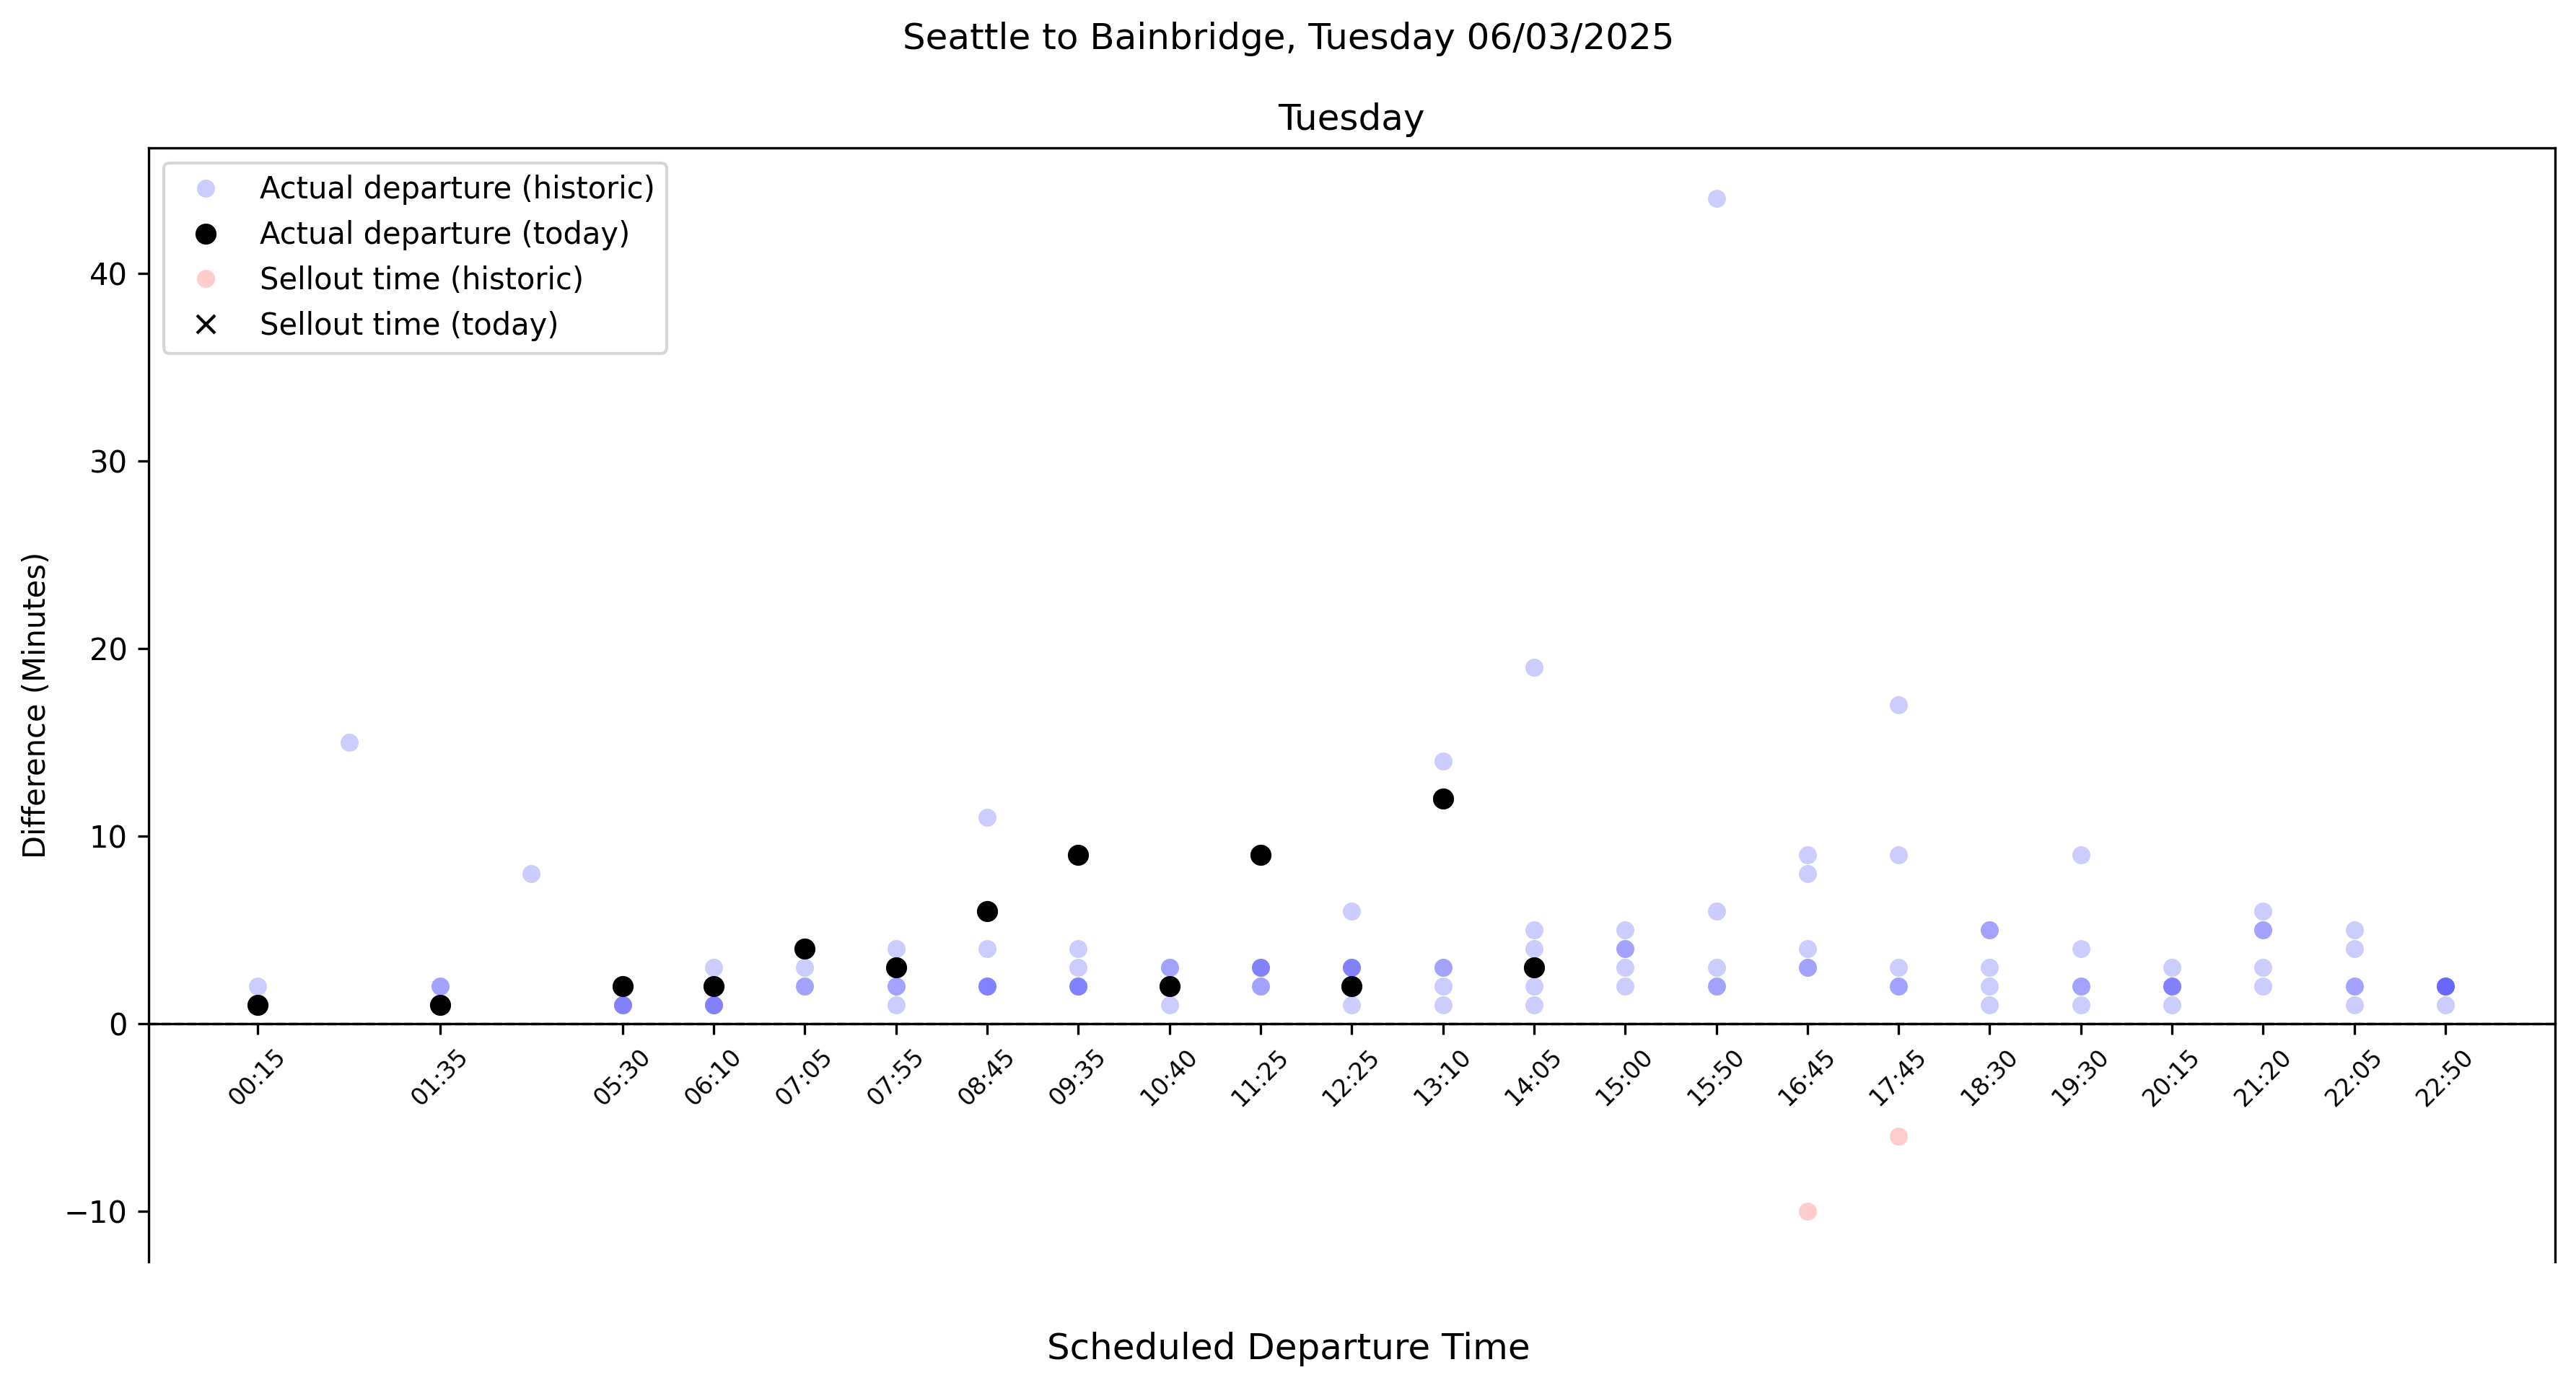 Seattle to Bainbridge, Tuesday 06/03/2025
Tuesday
Actual departure (historic)
Actual departure (today)
Sellout time (historic)
Sellout time (today)
Difference (Minutes)
40
30
20
10
0
−10
00:15 01:35 05:30 06:10 07:05 07:55 08:45 09:35 10:40 11:25 12:25 13:10 14:05 15:00 15:50 16:45 17:45 18:30 19:30 20:15 21:20 22:05 22:50
Scheduled Departure Time